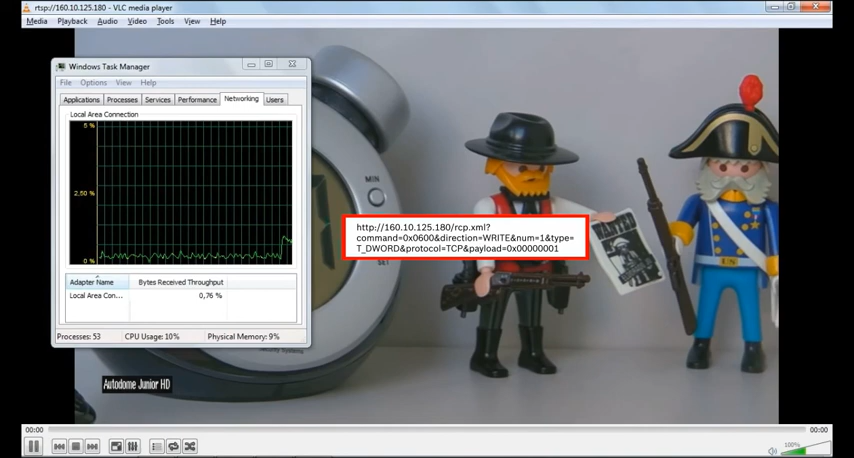 rtsp://160.10.125.180 - VLC media player
Media Playback Audio Video Tools View Help
Windows Task Manager
File Options View Help
Applications Processes Services Performance Networking Users
Local Area Connection
5 %
2,50 %
0 %
Adapter Name Bytes Received Throughput
Local Area Con... 0,76 %
Processes: 53 CPU Usage: 10% Physical Memory: 9%
MIN
SET
http://160.10.125.180/rcp.xml?
command=0x0600&direction=WRITE&num=1&type=
T_DWORD&protocol=TCP&payload=0x00000001
WANTED
Security Systems
Autodome Junior HD
00:00 00:00
100%